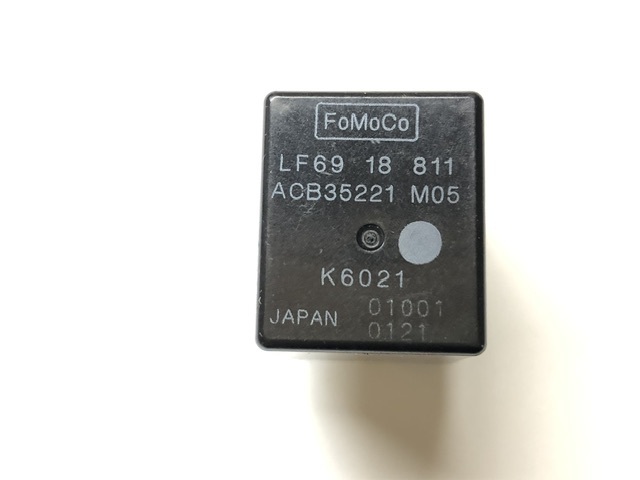 FoMoCo
LF69 18 811
ACB35221 M05
K6021
JAPAN 01001
0121